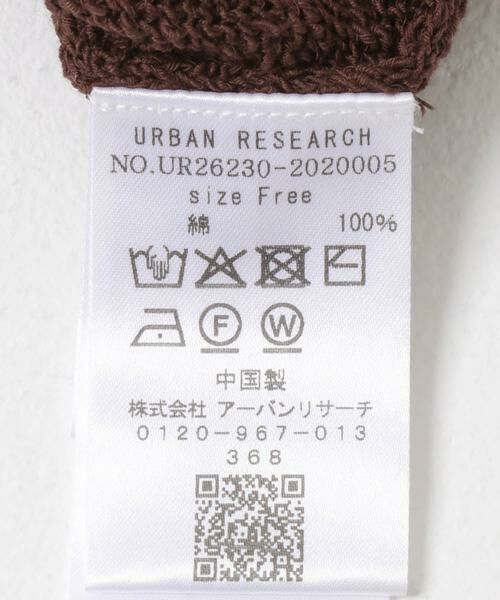 URBAN RESEARCH
NO.UR26230-2020005
size Free
綿 100%
F W
中国製
株式会社 アーバンリサーチ
0120-967-013
368